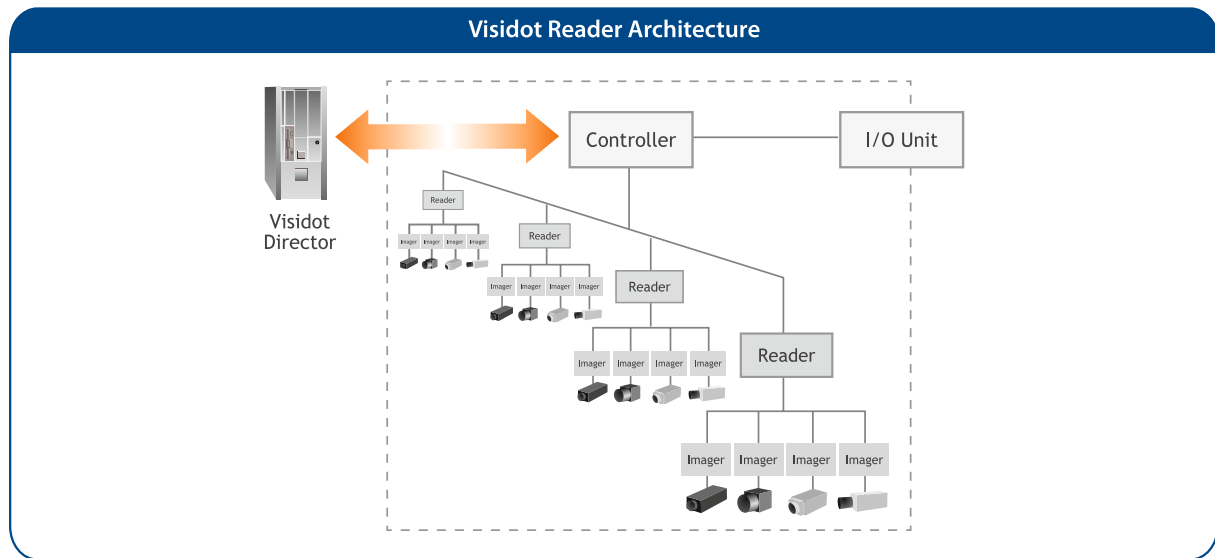 Visidot Reader Architecture
Controller
I/O Unit
Visidot
Director
Reader
Imager Imager Imager Imager
Reader
Imager Imager Imager Imager
Reader
Imager Imager Imager Imager
Reader
Imager Imager Imager Imager